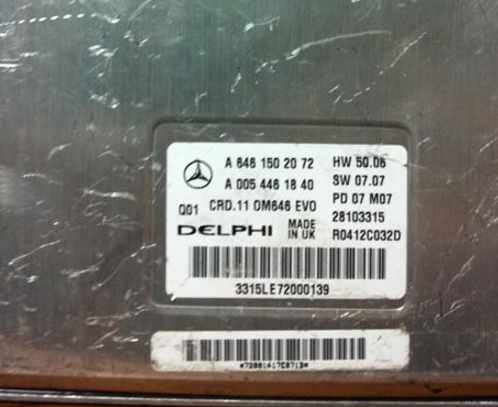 A 646 150 20 72 HW 50.06
A 005 446 18 40 SW 07.07
Q01 CRD.11 OM646 EVO PD 07 M07
28103315
DELPHI MADE IN UK R0412C032D
3315LE72000139